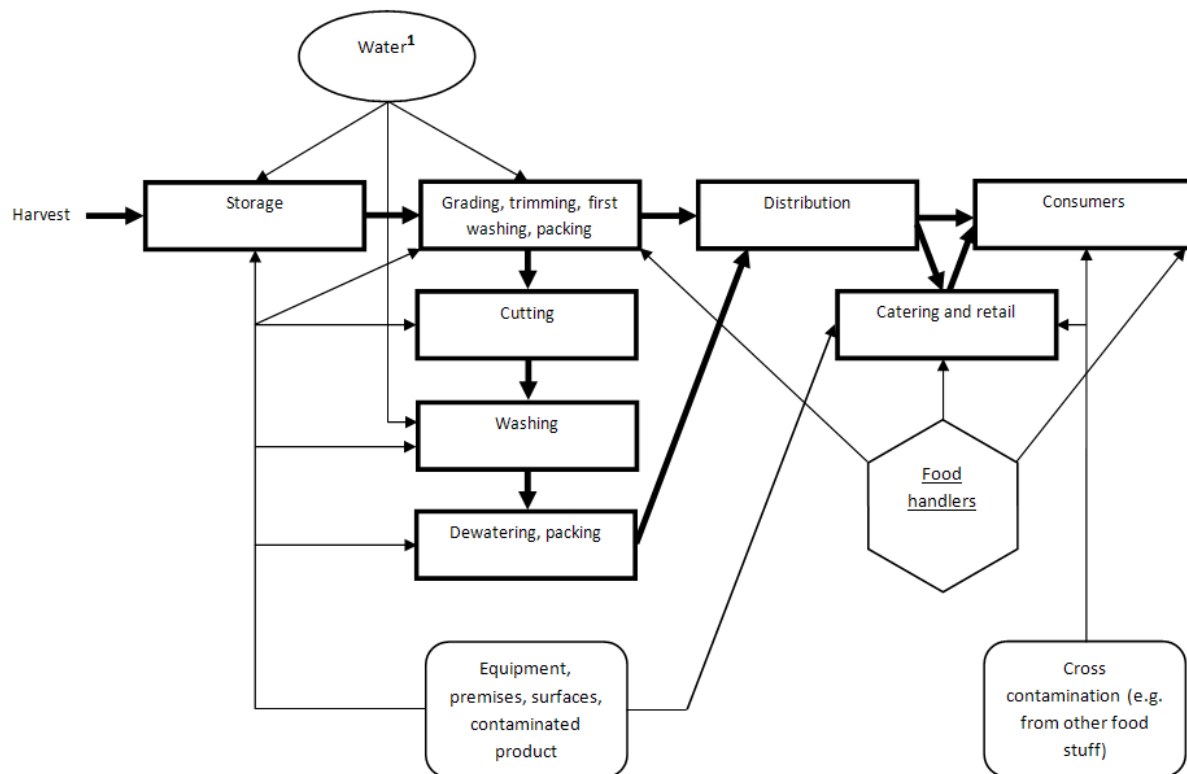 Water¹
Storage
Grading, trimming, first
washing, packing
Distribution
Consumers
Harvest
Cutting
Catering and retail
Washing
Food
handlers
Dewatering, packing
Equipment,
premises, surfaces,
contaminated
product
Cross
contamination (e.g.
from other food
stuff)